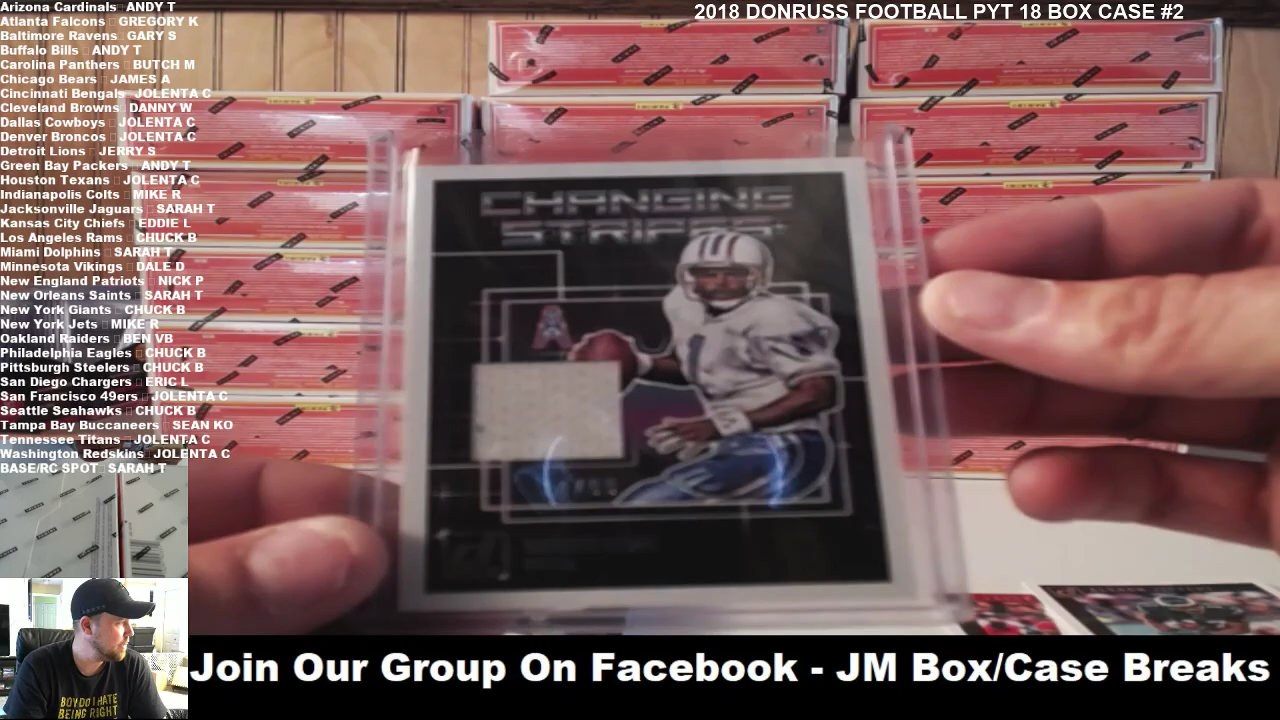 2018 DONRUSS FOOTBALL PYT 18 BOX CASE #2
Arizona Cardinals ANDY T
Atlanta Falcons GREGORY K
Baltimore Ravens GARY S
Buffalo Bills ANDY T
Carolina Panthers BUTCH M
Chicago Bears JAMES A
Cincinnati Bengals JOLENTA C
Cleveland Browns DANNY W
Dallas Cowboys JOLENTA C
Denver Broncos JOLENTA C
Detroit Lions JERRY S
Green Bay Packers ANDY T
Houston Texans JOLENTA C
Indianapolis Colts MIKE R
Jacksonville Jaguars SARAH T
Kansas City Chiefs EDDIE L
Los Angeles Rams CHUCK B
Miami Dolphins SARAH T
Minnesota Vikings DALE D
New England Patriots NICK P
New Orleans Saints SARAH T
New York Giants CHUCK B
New York Jets MIKE R
Oakland Raiders BEN VB
Philadelphia Eagles CHUCK B
Pittsburgh Steelers CHUCK B
San Diego Chargers ERIC L
San Francisco 49ers JOLENTA C
Seattle Seahawks CHUCK B
Tampa Bay Buccaneers SEAN KO
Tennessee Titans JOLENTA C
Washington Redskins JOLENTA C
BASE/RC SPOT SARAH T
CHANGING
STRIPES
BOY DO I HATE
BEING RIGHT
Join Our Group On Facebook - JM Box/Case Breaks